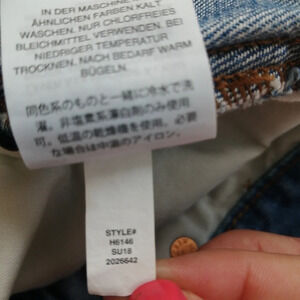 IN DER MASCHINE
ÄHNLICHEN FARBEN KALT
WASCHEN. NUR CHLORFREIES
BLEICHMITTEL VERWENDEN. BEI
NIEDRIGER TEMPERATUR
TROCKNEN. NACH BEDARF WARM
BÜGELN.
同色系のものと一緒に冷水で洗
濯。非塩素系漂白剤のみ使用
可。低温の乾燥機を使用。必要
な場合は中温のアイロン。
STYLE#
H6146
SU18
2026642